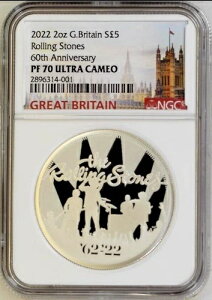 2022 2oz G.Britain S£5
Rolling Stones
60th Anniversary
PF 70 ULTRA CAMEO
2896314-001
GREAT BRITAIN
NGC
the
Rolling Stones
'62-'22